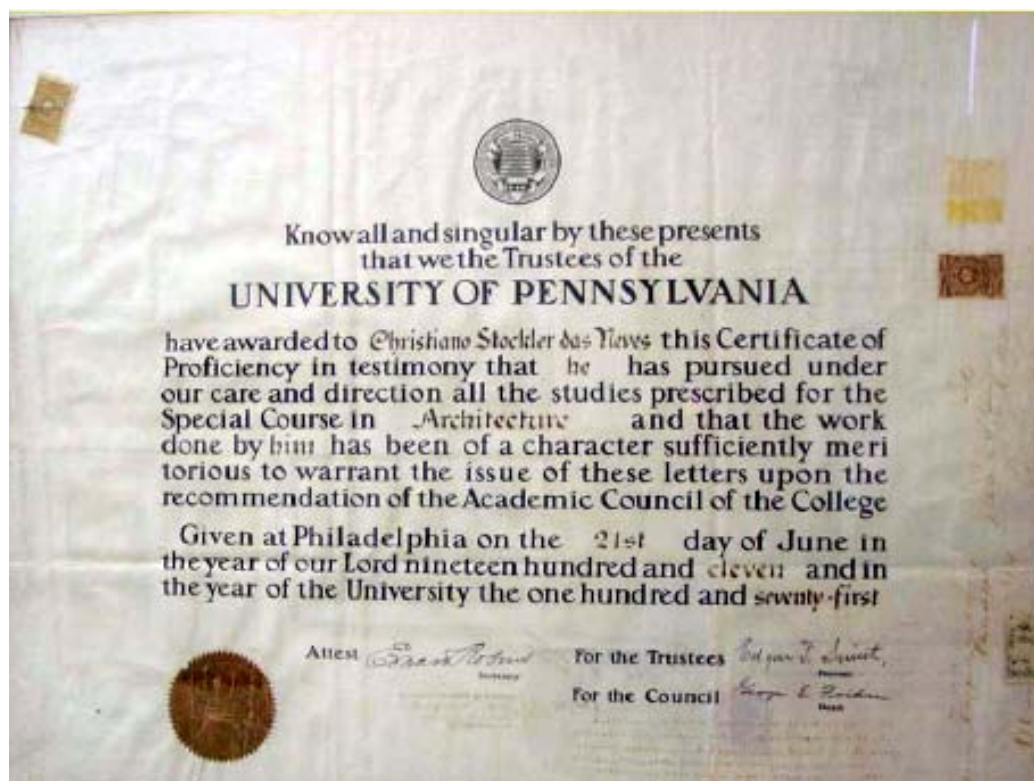 Know all and singular by these presents
that we the Trustees of the
UNIVERSITY OF PENNSYLVANIA
have awarded to Christiano Stockler das Neves this Certificate of
Proficiency in testimony that he has pursued under
our care and direction all the studies prescribed for the
Special Course in Architecture and that the work
done by him has been of a character sufficiently meri
torious to warrant the issue of these letters upon the
recommendation of the Academic Council of the College
Given at Philadelphia on the 21st day of June in
the year of our Lord nineteen hundred and eleven and in
the year of the University the one hundred and seventy-first
Attest
Secretary
For the Trustees Edgar F.
For the Council George E.
Dean